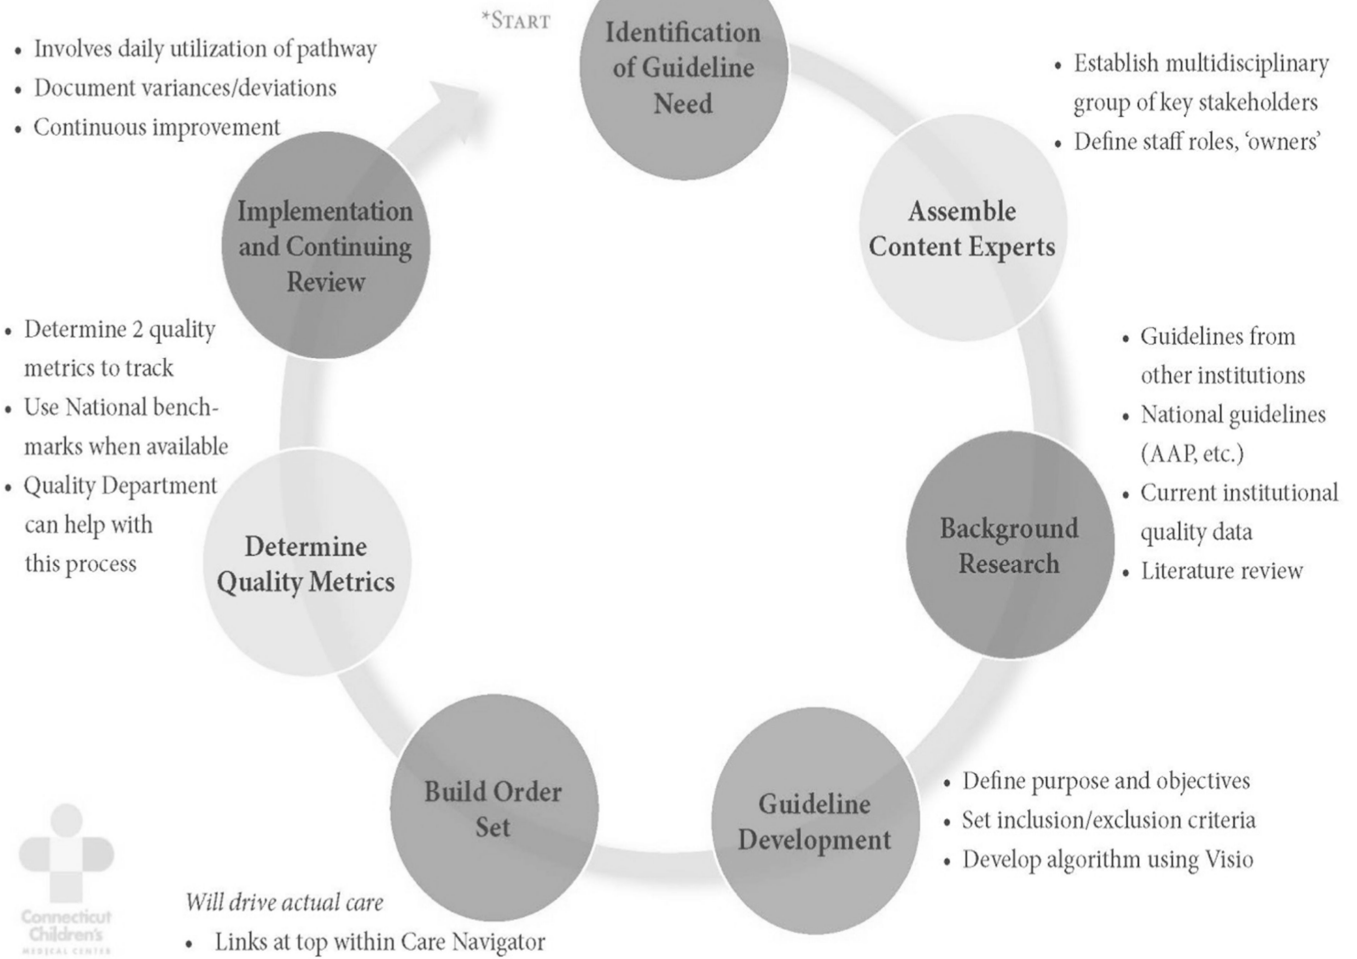 *START
Identification
of Guideline
Need
• Establish multidisciplinary
group of key stakeholders
• Define staff roles, ‘owners’
Assemble
Content Experts
• Guidelines from
other institutions
• National guidelines
(AAP, etc.)
• Current institutional
quality data
• Literature review
Background
Research
• Define purpose and objectives
• Set inclusion/exclusion criteria
• Develop algorithm using Visio
Guideline
Development
Build Order
Set
Will drive actual care
• Links at top within Care Navigator
Determine
Quality Metrics
• Determine 2 quality
metrics to track
• Use National bench-
marks when available
• Quality Department
can help with
this process
Implementation
and Continuing
Review
• Involves daily utilization of pathway
• Document variances/deviations
• Continuous improvement
Connecticut
Children's
MEDICAL CENTER